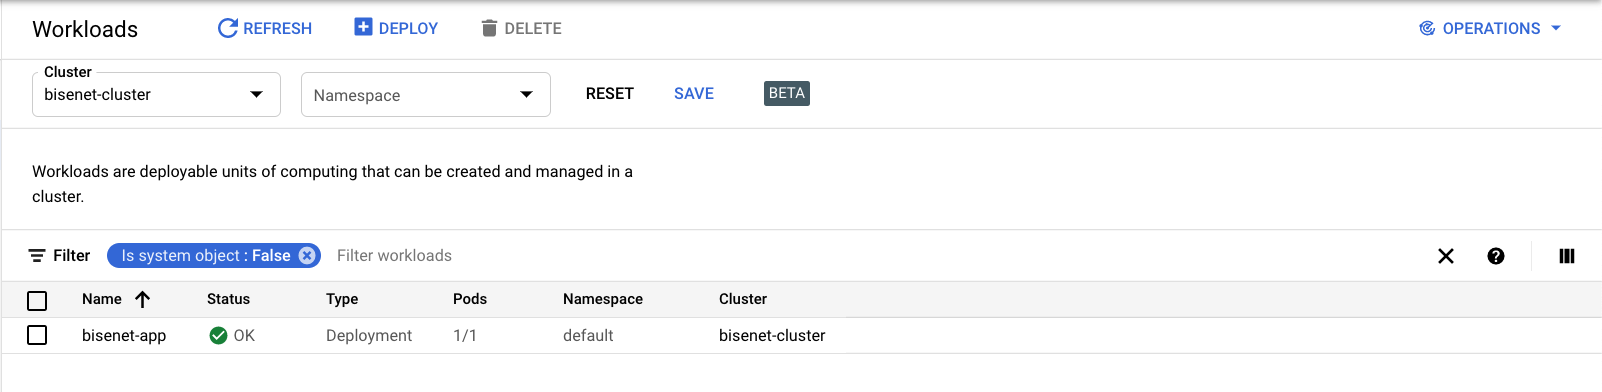 Workloads REFRESH DEPLOY DELETE OPERATIONS
Cluster
bisenet-cluster Namespace RESET SAVE BETA
Workloads are deployable units of computing that can be created and managed in a
cluster.
Filter Is system object : False Filter workloads
Name Status Type Pods Namespace Cluster
bisenet-app OK Deployment 1/1 default bisenet-cluster